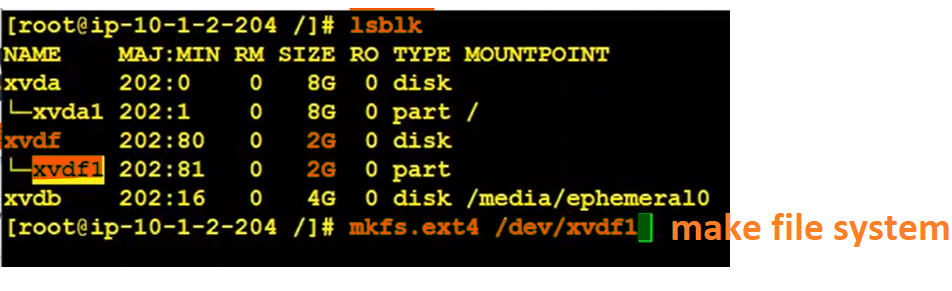 [root@ip-10-1-2-204 /]# lsblk
NAME    MAJ:MIN RM SIZE RO TYPE MOUNTPOINT
xvda    202:0    0   8G  0 disk
└─xvda1 202:1    0   8G  0 part /
xvdf    202:80   0   2G  0 disk
└─xvdf1 202:81   0   2G  0 part
xvdb    202:16   0   4G  0 disk /media/ephemeral0
[root@ip-10-1-2-204 /]# mkfs.ext4 /dev/xvdf1 make file system